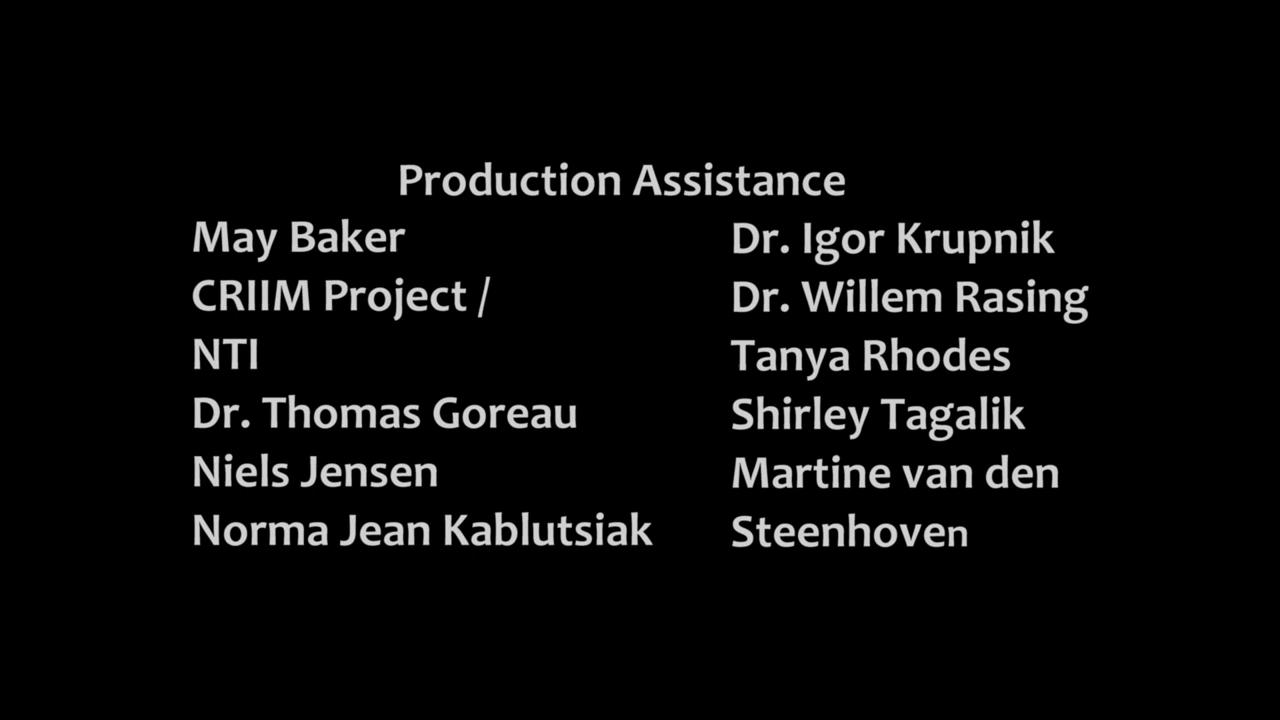 Production Assistance
May Baker
CRIIM Project /
NTI
Dr. Thomas Goreau
Niels Jensen
Norma Jean Kablutsiak
Dr. Igor Krupnik
Dr. Willem Rasing
Tanya Rhodes
Shirley Tagalik
Martine van den
Steenhoven